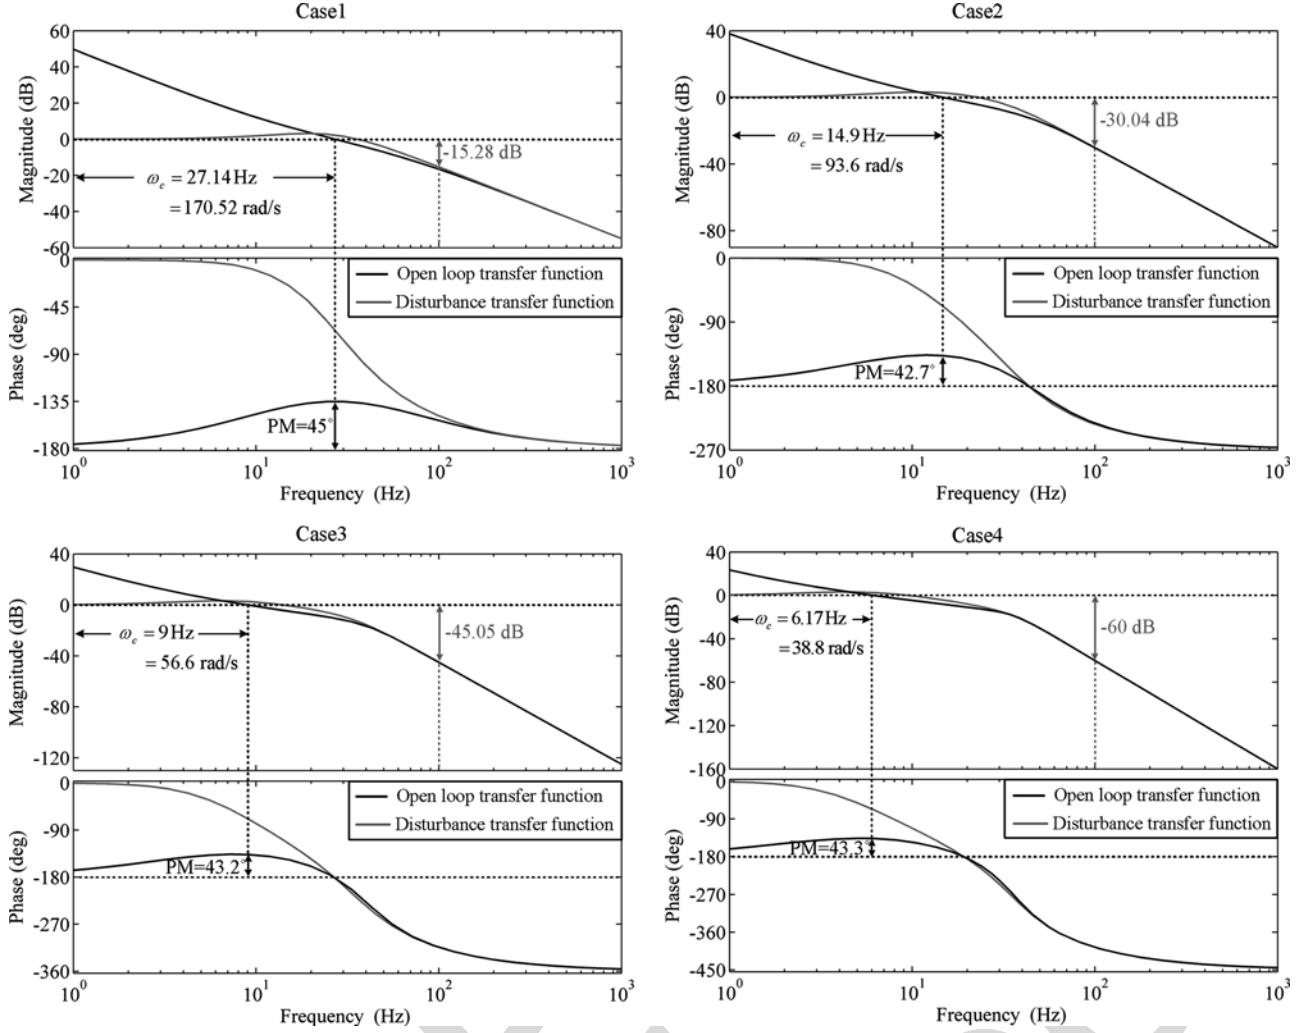 Case1
60
40
20
0
-20
-40
-60
Magnitude (dB)
-15.28 dB
ω_c = 27.14 Hz
=170.52 rad/s
0
-45
-90
-135
-180
Phase (deg)
Open loop transfer function
Disturbance transfer function
PM=45°
10^0
10^1
10^2
10^3
Frequency (Hz)
Case2
40
0
-40
-80
Magnitude (dB)
-30.04 dB
ω_c = 14.9 Hz
= 93.6 rad/s
0
-90
-180
-270
Phase (deg)
Open loop transfer function
Disturbance transfer function
PM=42.7°
10^0
10^1
10^2
10^3
Frequency (Hz)
Case3
40
0
-40
-80
-120
Magnitude (dB)
-45.05 dB
ω_c = 9 Hz
= 56.6 rad/s
0
-90
-180
-270
-360
Phase (deg)
Open loop transfer function
Disturbance transfer function
PM=43.2°
10^0
10^1
10^2
10^3
Frequency (Hz)
Case4
40
0
-40
-80
-120
-160
Magnitude (dB)
-60 dB
ω_c = 6.17 Hz
= 38.8 rad/s
0
-90
-180
-270
-360
-450
Phase (deg)
Open loop transfer function
Disturbance transfer function
PM=43.3°
10^0
10^1
10^2
10^3
Frequency (Hz)